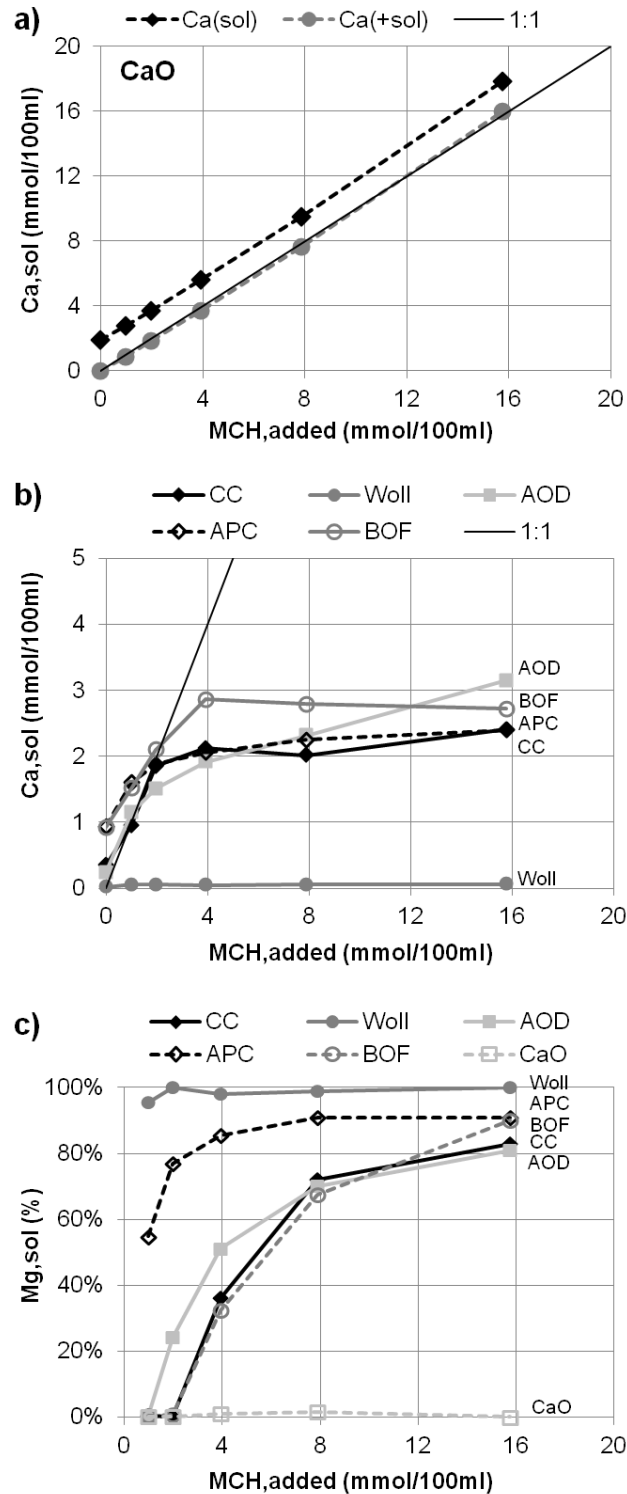 a)
Ca(sol) Ca(+sol) 1:1
20
16
12
8
4
0
CaO
Ca,sol (mmol/100ml)
0 4 8 12 16 20
MCH,added (mmol/100ml)
b)
CC Woll AOD
APC BOF 1:1
5
4
3
2
1
0
Ca,sol (mmol/100ml)
AOD
BOF
APC
CC
Woll
0 4 8 12 16 20
MCH,added (mmol/100ml)
c)
CC Woll AOD
APC BOF CaO
100%
80%
60%
40%
20%
0%
Mg,sol (%)
Woll
APC
BOF
CC
AOD
CaO
0 4 8 12 16 20
MCH,added (mmol/100ml)